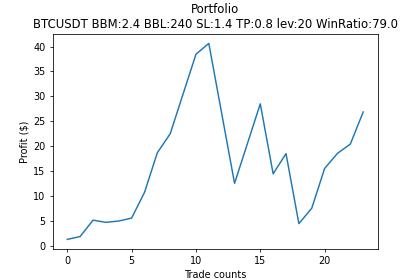 Portfolio
BTCUSDT BBM:2.4 BBL:240 SL:1.4 TP:0.8 lev:20 WinRatio:79.0
40
35
30
25
20
15
10
5
0
Profit ($)
0 5 10 15 20
Trade counts